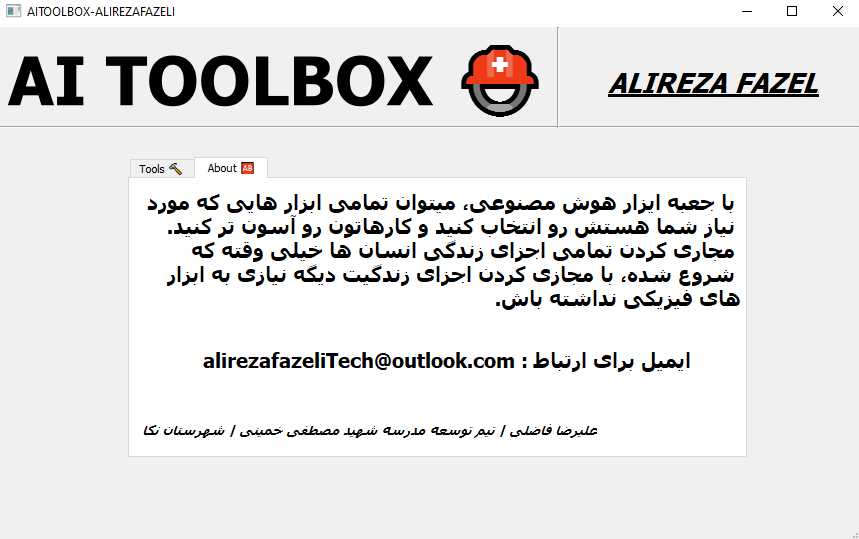 AITOOLBOX-ALIREZAFAZELI
AI TOOLBOX
ALIREZA FAZEL
Tools
About
با جعبه ابزار هوش مصنوعی، میتوان تمامی ابزار هایی که مورد
نیاز شما هستش رو انتخاب کنید و کارهاتون رو آسون تر کنید.
مجازی کردن تمامی اجزای زندگی انسان ها خیلی وقته که
شروع شده، با مجازی کردن اجزای زندگیت دیگه نیازی به ابزار
های فیزیکی نداشته باش.
ایمیل برای ارتباط : alirezafazeliTech@outlook.com
علیرضا فاضلی | تیم توسعه مدرسه شهید مصطفی خمینی | شهرستان نکا